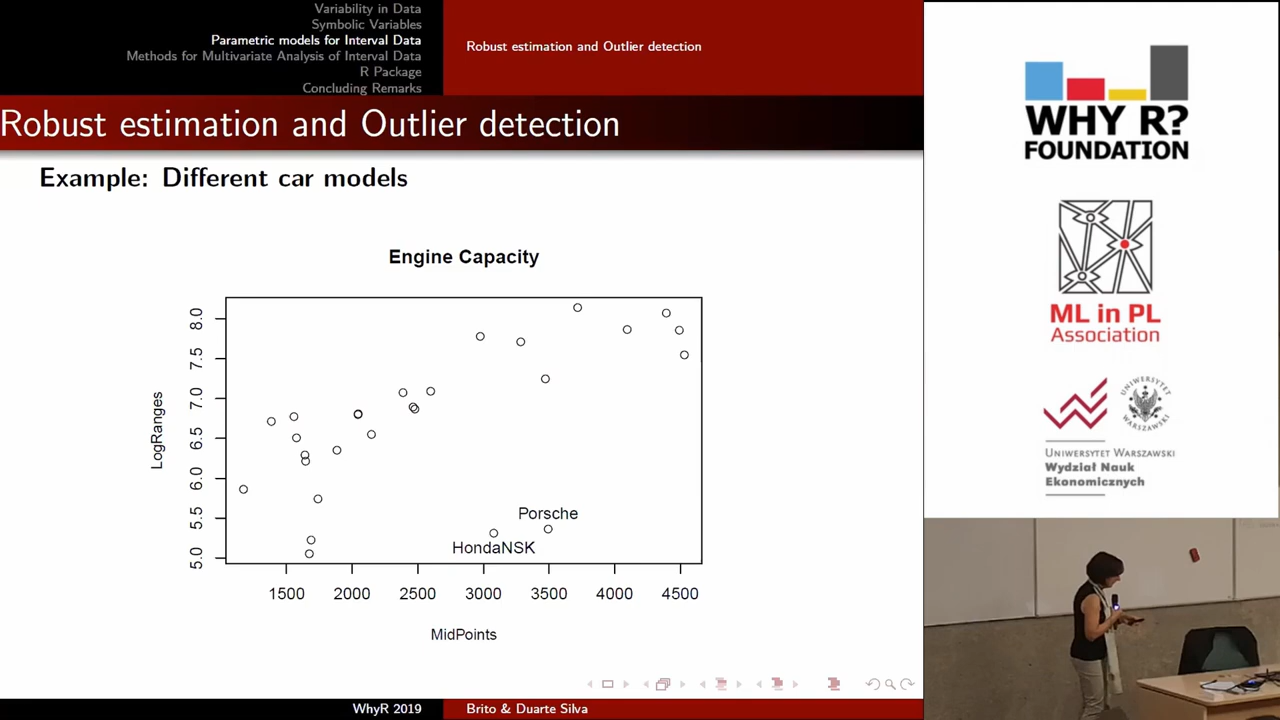 Variability in Data
Symbolic Variables
Parametric models for Interval Data
Methods for Multivariate Analysis of Interval Data
R Package
Concluding Remarks
Robust estimation and Outlier detection
Robust estimation and Outlier detection
Example: Different car models
Engine Capacity
LogRanges
8.0
7.5
7.0
6.5
6.0
5.5
5.0
Porsche
HondaNSK
1500 2000 2500 3000 3500 4000 4500
MidPoints
WhyR 2019
Brito & Duarte Silva
WHY R?
FOUNDATION
ML in PL
Association
UNIWERSYTET
WARSZAWSKI
UNIWERSYTET WARSZAWSKI
Wydział Nauk
Ekonomicznych